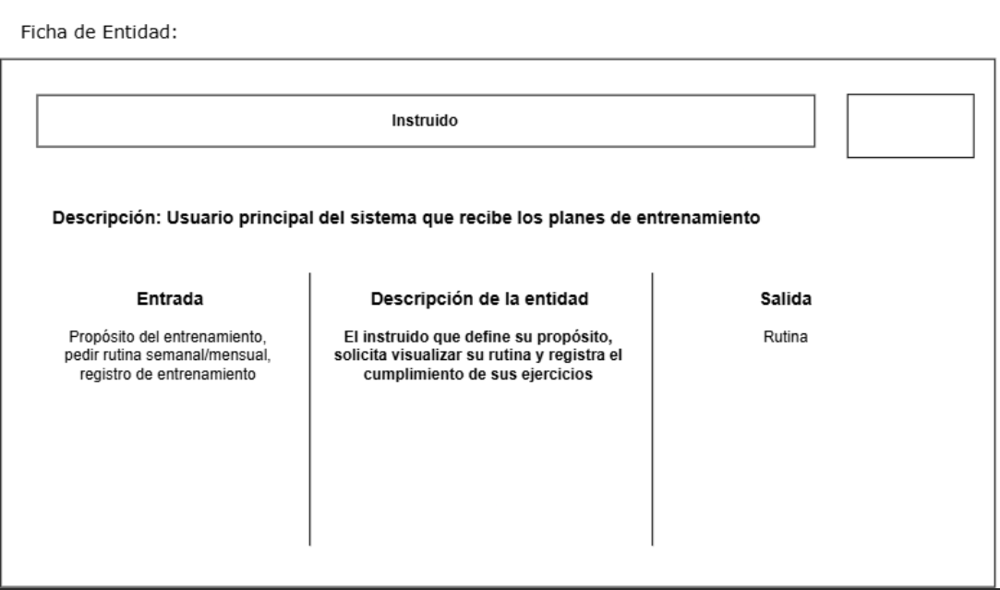 Ficha de Entidad:
Instruido
Descripción: Usuario principal del sistema que recibe los planes de entrenamiento
Entrada
Propósito del entrenamiento,
pedir rutina semanal/mensual,
registro de entrenamiento
Descripción de la entidad
El instruido que define su propósito,
solicita visualizar su rutina y registra el
cumplimiento de sus ejercicios
Salida
Rutina